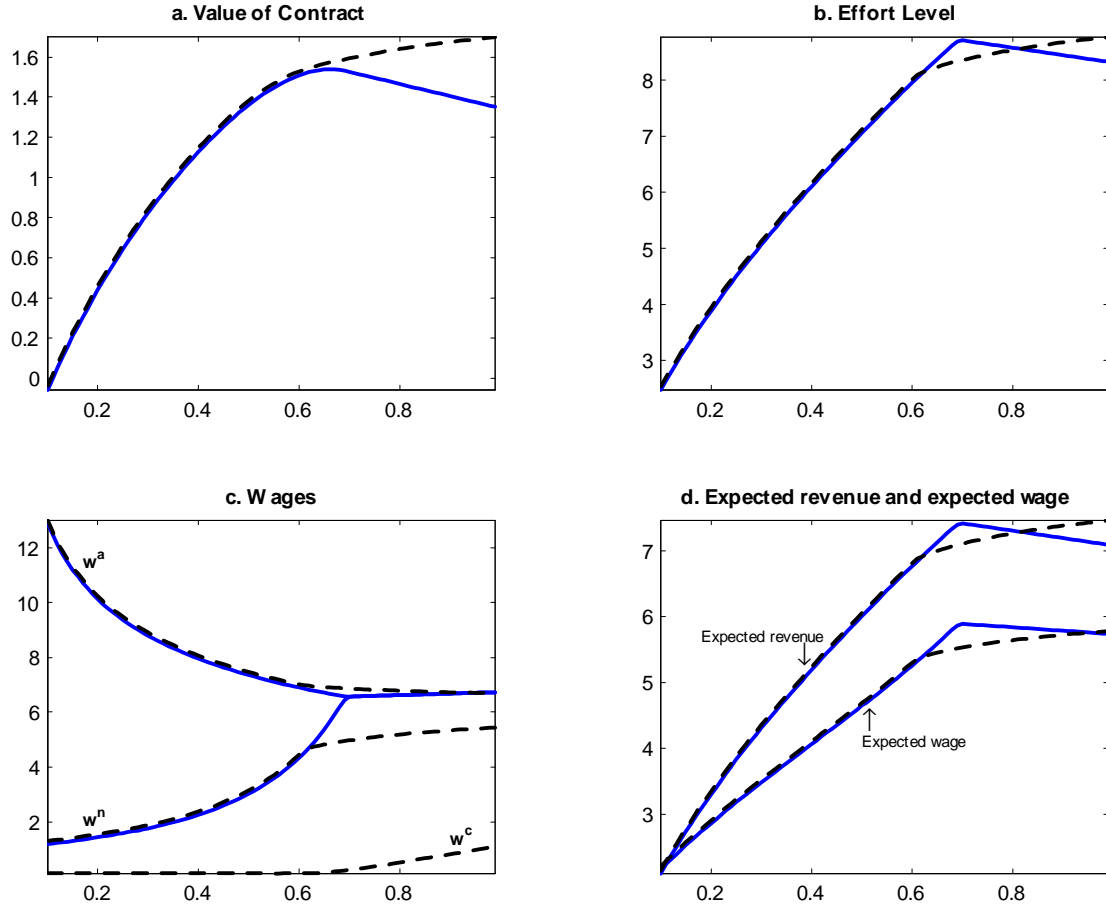 a. Value of Contract
1.6
1.4
1.2
1
0.8
0.6
0.4
0.2
0
0.2 0.4 0.6 0.8
b. Effort Level
8
7
6
5
4
3
0.2 0.4 0.6 0.8
c. W ages
12
10
8
6
4
2
w^a
w^n
w^c
0.2 0.4 0.6 0.8
d. Expected revenue and expected wage
7
6
5
4
3
Expected revenue
Expected wage
0.2 0.4 0.6 0.8